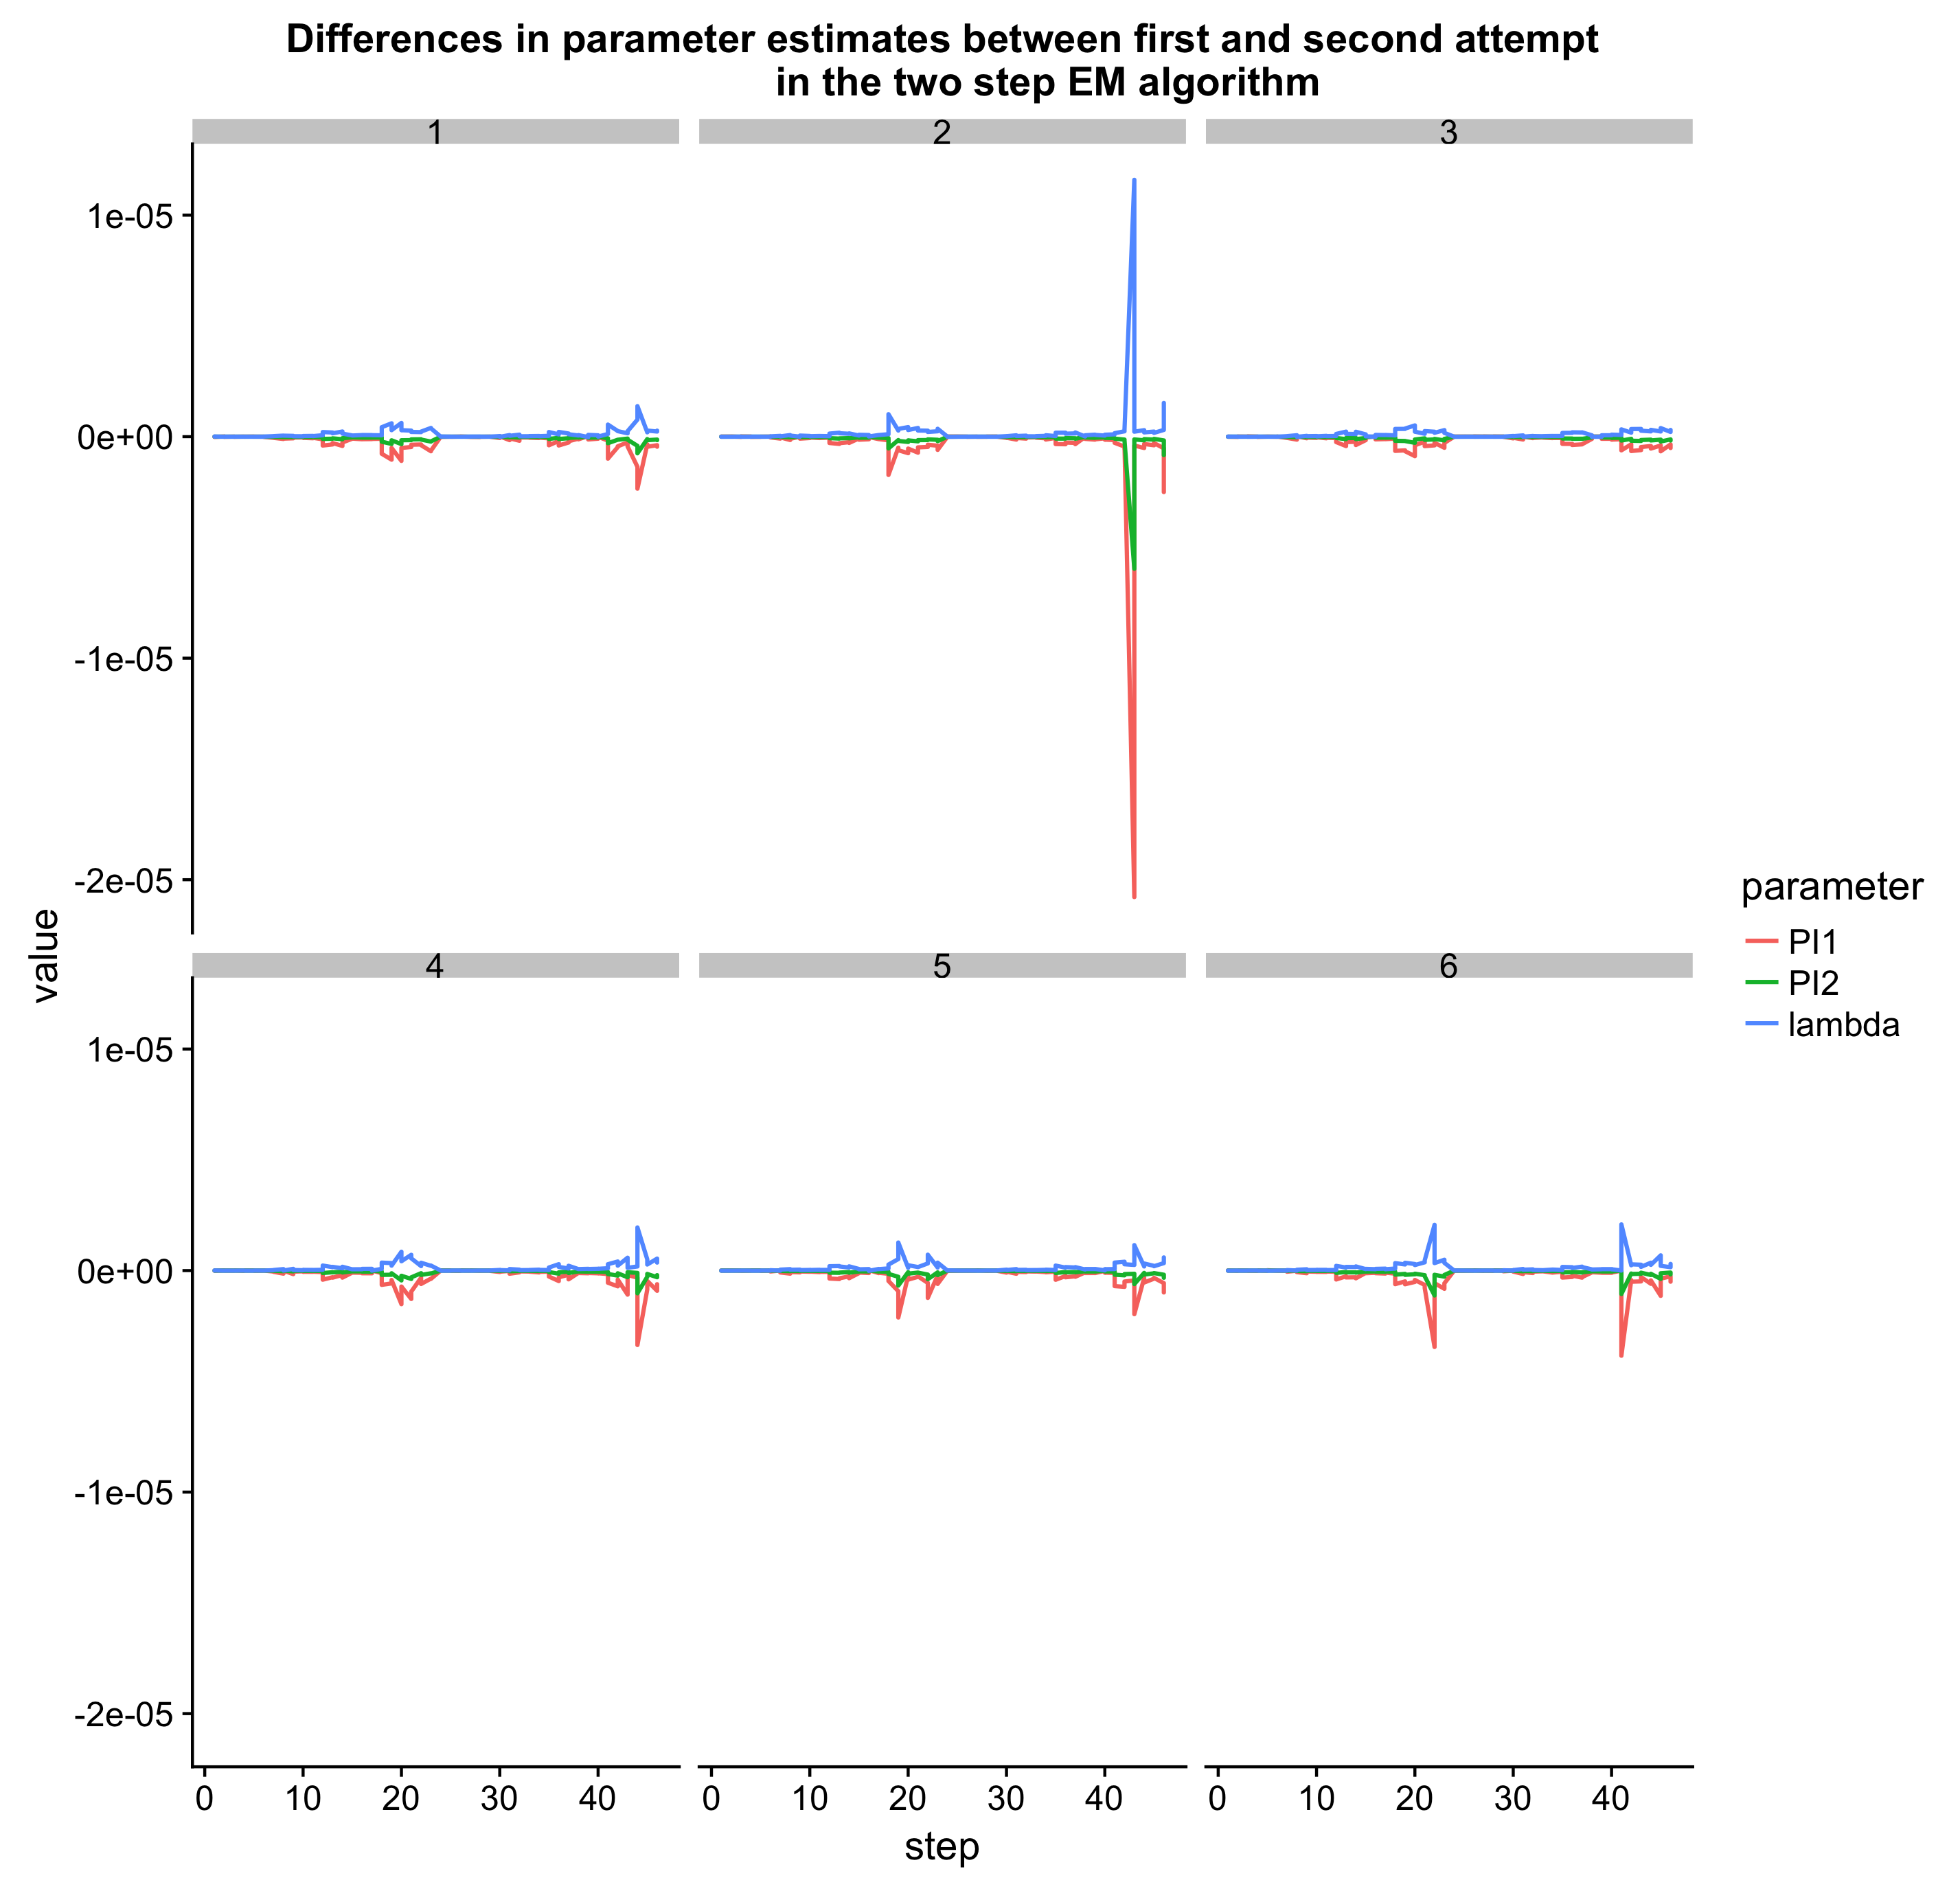 Differences in parameter estimates between first and second attempt
in the two step EM algorithm
1
2
3
1e-05
0e+00
-1e-05
-2e-05
4
5
6
1e-05
0e+00
-1e-05
-2e-05
0 10 20 30 40
0 10 20 30 40
0 10 20 30 40
step
value
parameter
PI1
PI2
lambda